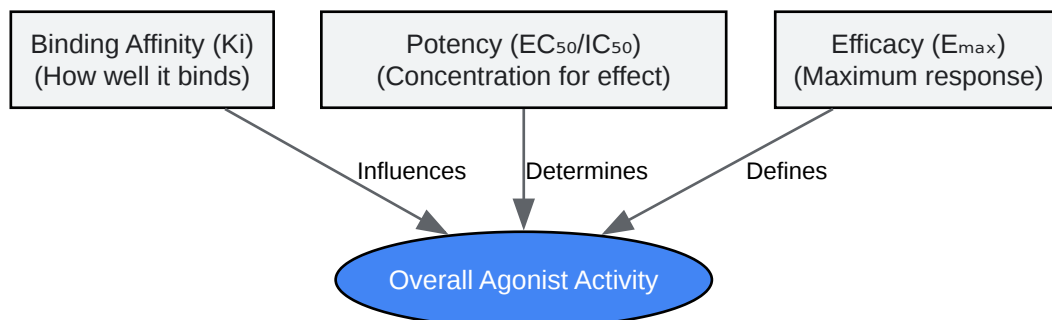 Binding Affinity (Ki)
(How well it binds)
Potency (EC₅₀/IC₅₀)
(Concentration for effect)
Efficacy (Eₘₐₓ)
(Maximum response)
Influences
Determines
Defines
Overall Agonist Activity